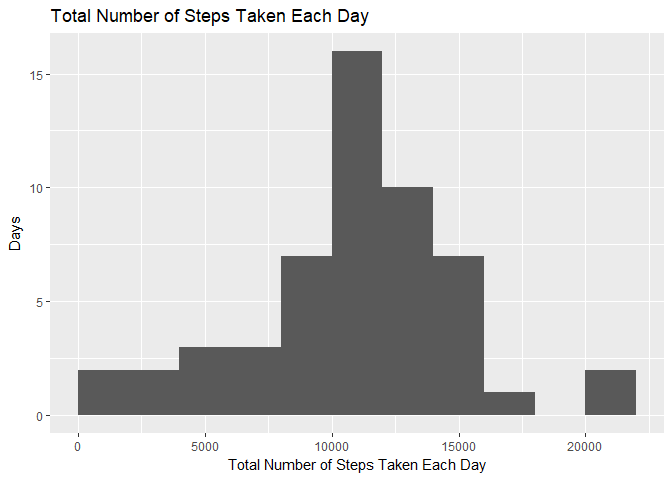 Total Number of Steps Taken Each Day
15
10
5
0
Days
0 5000 10000 15000 20000
Total Number of Steps Taken Each Day